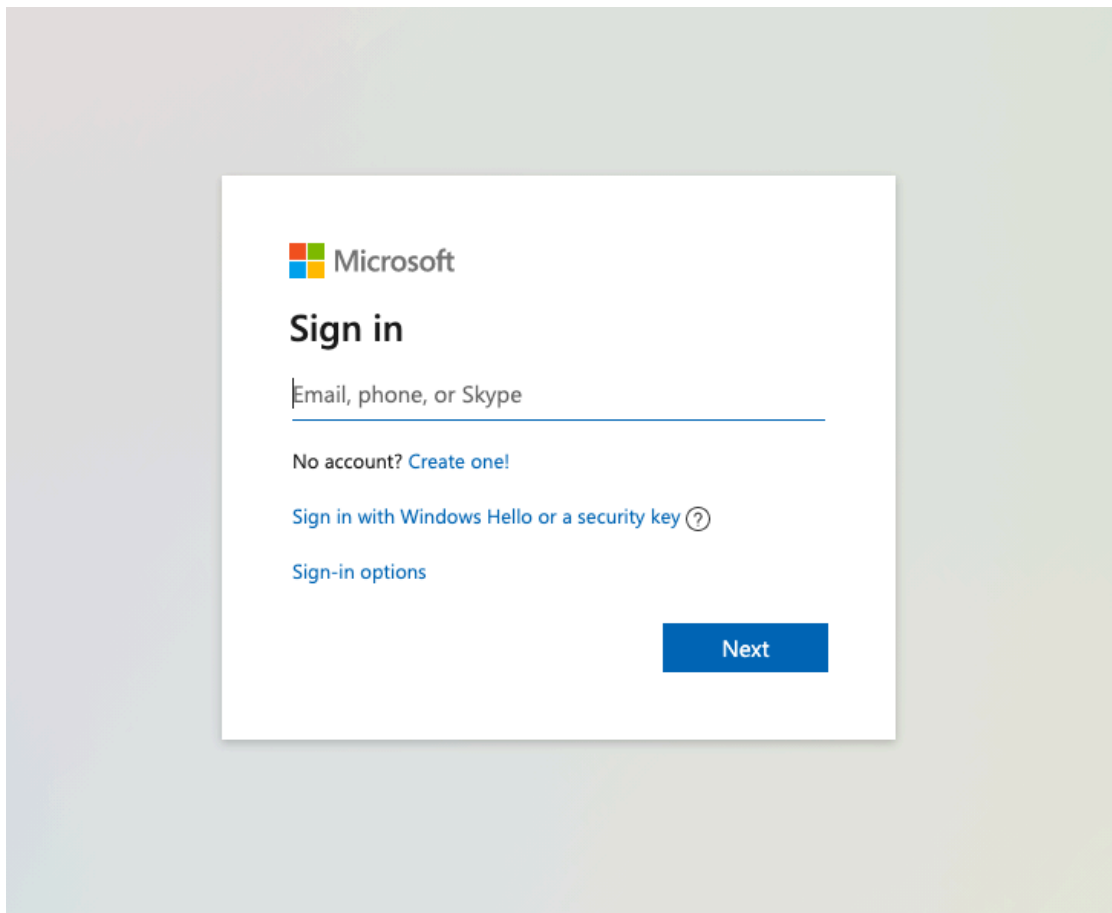 Microsoft
Sign in
Email, phone, or Skype
No account? Create one!
Sign in with Windows Hello or a security key ?
Sign-in options
Next